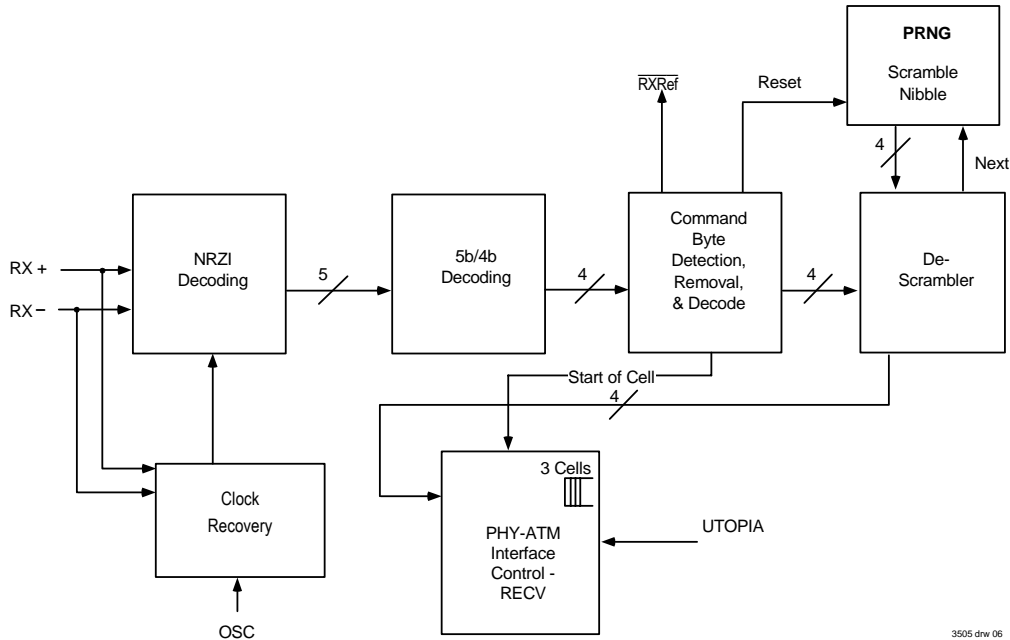 PRNG
Scramble
Nibble
RXRef
Reset
4
Next
RX +
RX –
NRZI
Decoding
5
5b/4b
Decoding
4
Command
Byte
Detection,
Removal,
& Decode
4
De-
Scrambler
Start of Cell
4
Clock
Recovery
OSC
3 Cells
PHY-ATM
Interface
Control -
RECV
UTOPIA
3505 drw 06